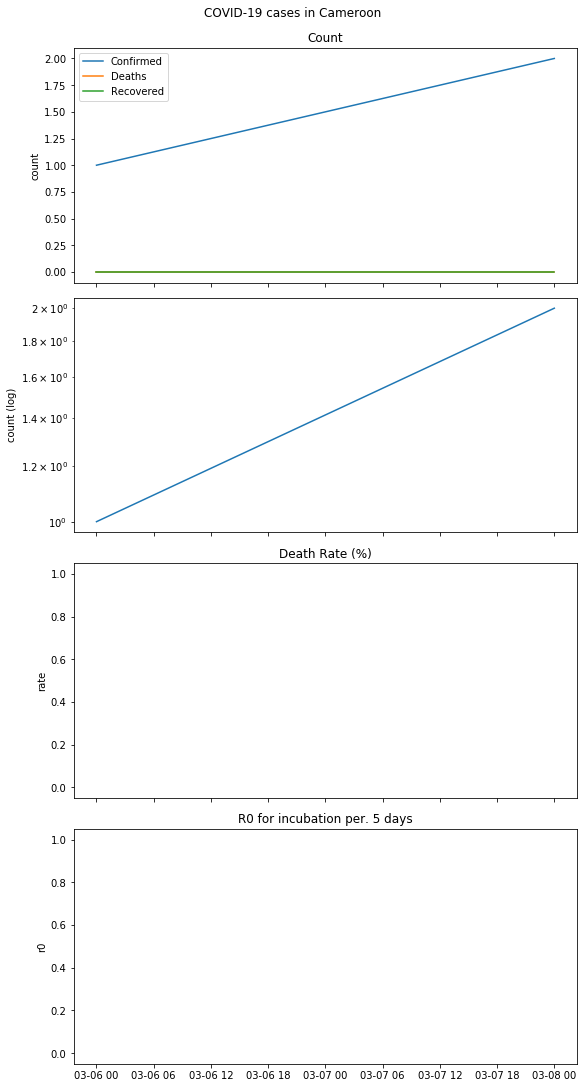 COVID-19 cases in Cameroon
Count
Confirmed
Deaths
Recovered
2.00
1.75
1.50
1.25
1.00
0.75
0.50
0.25
0.00
count
2 × 10⁰
1.8 × 10⁰
1.6 × 10⁰
1.4 × 10⁰
1.2 × 10⁰
10⁰
count (log)
Death Rate (%)
1.0
0.8
0.6
0.4
0.2
0.0
rate
R0 for incubation per. 5 days
1.0
0.8
0.6
0.4
0.2
0.0
r0
03-06 00 03-06 06 03-06 12 03-06 18 03-07 00 03-07 06 03-07 12 03-07 18 03-08 00